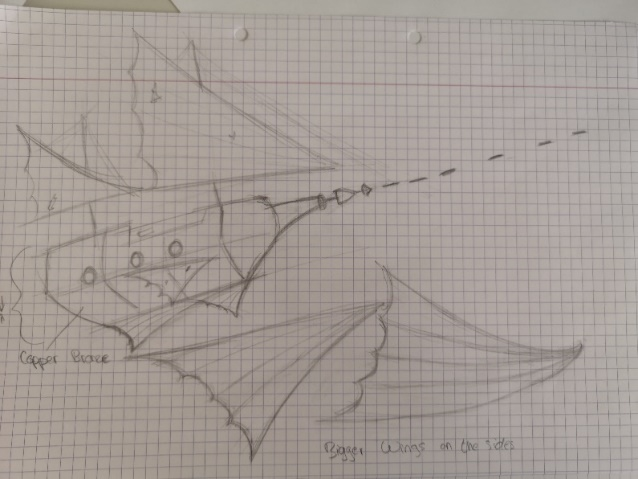 Copper Brace
Bigger Wings on the sides